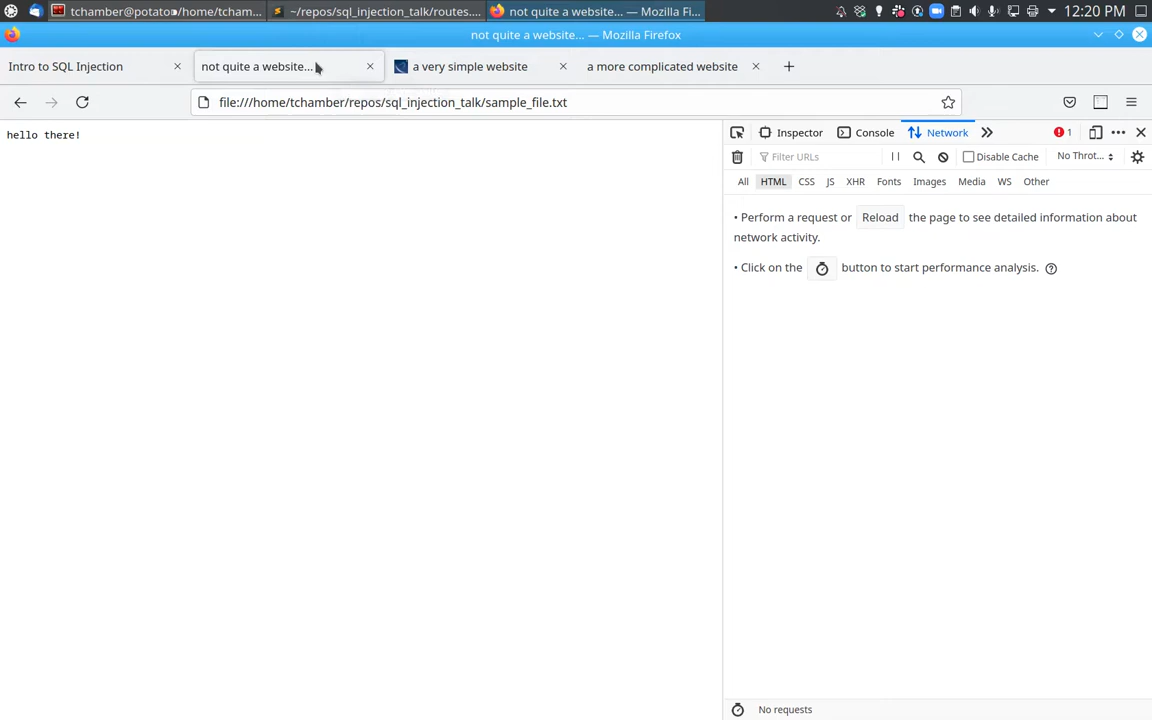 tchamber@potato:/home/tcham...
~/repos/sql_injection_talk/routes....
not quite a website... — Mozilla Fi...
12:20 PM
not quite a website... — Mozilla Firefox
Intro to SQL Injection
not quite a website...
a very simple website
a more complicated website
file:///home/tchamber/repos/sql_injection_talk/sample_file.txt
hello there!
Inspector
Console
Network
1
Filter URLs
Disable Cache
No Throt...
All
HTML
CSS
JS
XHR
Fonts
Images
Media
WS
Other
• Perform a request or Reload the page to see detailed information about
network activity.
• Click on the button to start performance analysis.
No requests